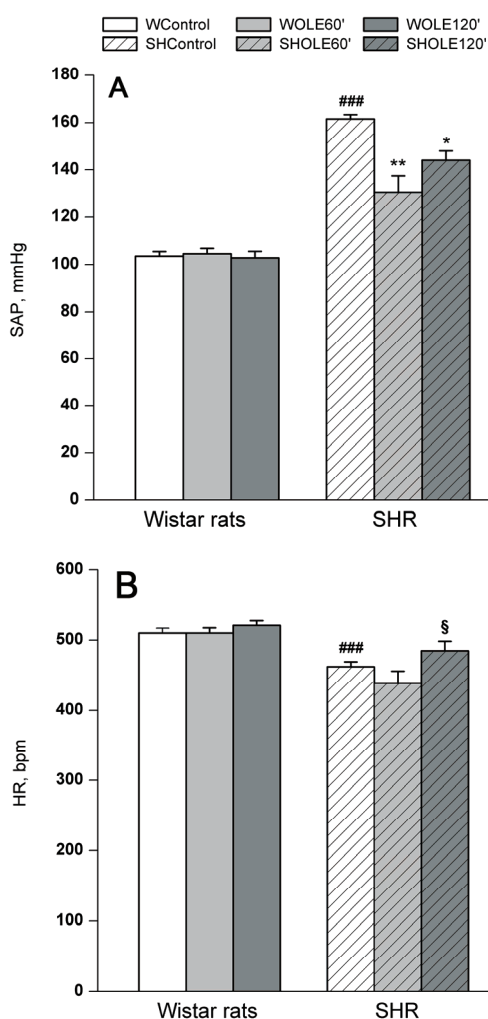 WControl WOLE60' WOLE120'
SHControl SHOLE60' SHOLE120'
A
SAP, mmHg
180
160
140
120
100
80
60
40
20
0
###
**
*
Wistar rats SHR
B
HR, bpm
600
500
400
300
200
100
0
###
§
Wistar rats SHR